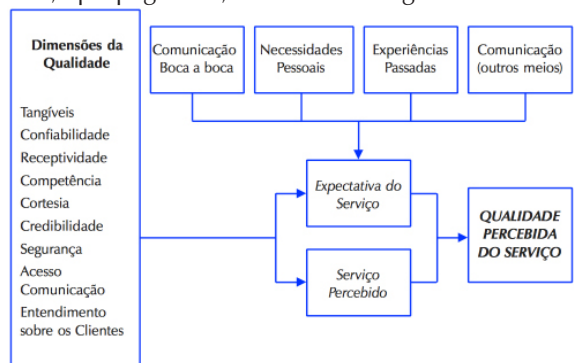 Dimensões da
Qualidade
Tangíveis
Confiabilidade
Receptividade
Competência
Cortesia
Credibilidade
Segurança
Acesso
Comunicação
Entendimento
sobre os Clientes
Comunicação
Boca a boca
Necessidades
Pessoais
Experiências
Passadas
Comunicação
(outros meios)
Expectativa do
Serviço
Serviço
Percebido
QUALIDADE
PERCEBIDA
DO SERVIÇO